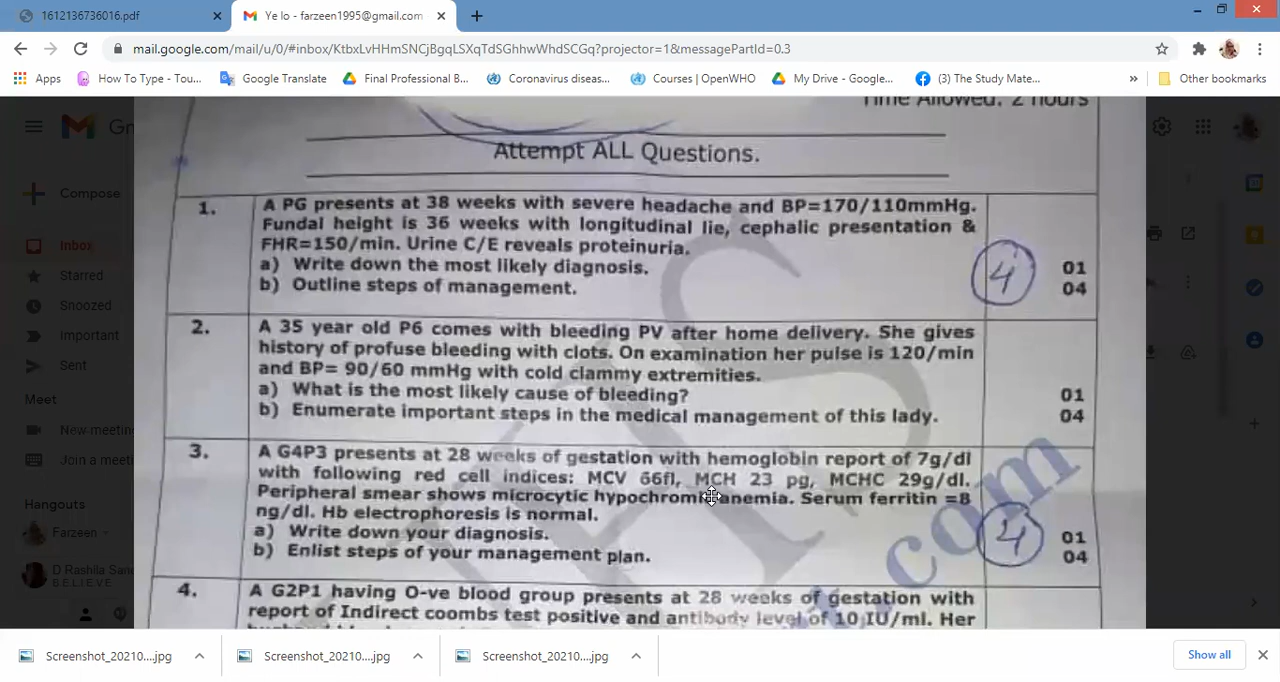 1612136736016.pdf
Ye lo - farzeen1995@gmail.com
mail.google.com/mail/u/0/#inbox/KtbxLvHHmSNCjBgqLSXqTdSGhhwWhdSCGq?projector=1&messagePartId=0.3
Apps
How To Type - Tou...
Google Translate
Final Professional B...
Coronavirus diseas...
Courses | OpenWHO
My Drive - Google...
(3) The Study Mate...
»
Other bookmarks
Time Allowed: 2 hours
Attempt ALL Questions.
1. A PG presents at 38 weeks with severe headache and BP=170/110mmHg.
Fundal height is 36 weeks with longitudinal lie, cephalic presentation &
FHR=150/min. Urine C/E reveals proteinuria.
a) Write down the most likely diagnosis. 01
b) Outline steps of management. 04
4
2. A 35 year old P6 comes with bleeding PV after home delivery. She gives
history of profuse bleeding with clots. On examination her pulse is 120/min
and BP= 90/60 mmHg with cold clammy extremities.
a) What is the most likely cause of bleeding? 01
b) Enumerate important steps in the medical management of this lady. 04
3. A G4P3 presents at 28 weeks of gestation with hemoglobin report of 7g/dl
with following red cell indices: MCV 66fl, MCH 23 pg, MCHC 29g/dl.
Peripheral smear shows microcytic hypochromic anemia. Serum ferritin =8
ng/dl. Hb electrophoresis is normal.
a) Write down your diagnosis. 01
b) Enlist steps of your management plan. 04
4
4. A G2P1 having O-ve blood group presents at 28 weeks of gestation with
report of Indirect coombs test positive and antibody level of 10 IU/ml. Her
Gm
Compose
Inbox
Starred
Snoozed
Important
Sent
Meet
New meeting
Join a meeti
Hangouts
Farzeen
D Rashila Sand
B.E.L.I.E.V.E
.com
Screenshot_20210....jpg
Screenshot_20210....jpg
Screenshot_20210....jpg
Show all